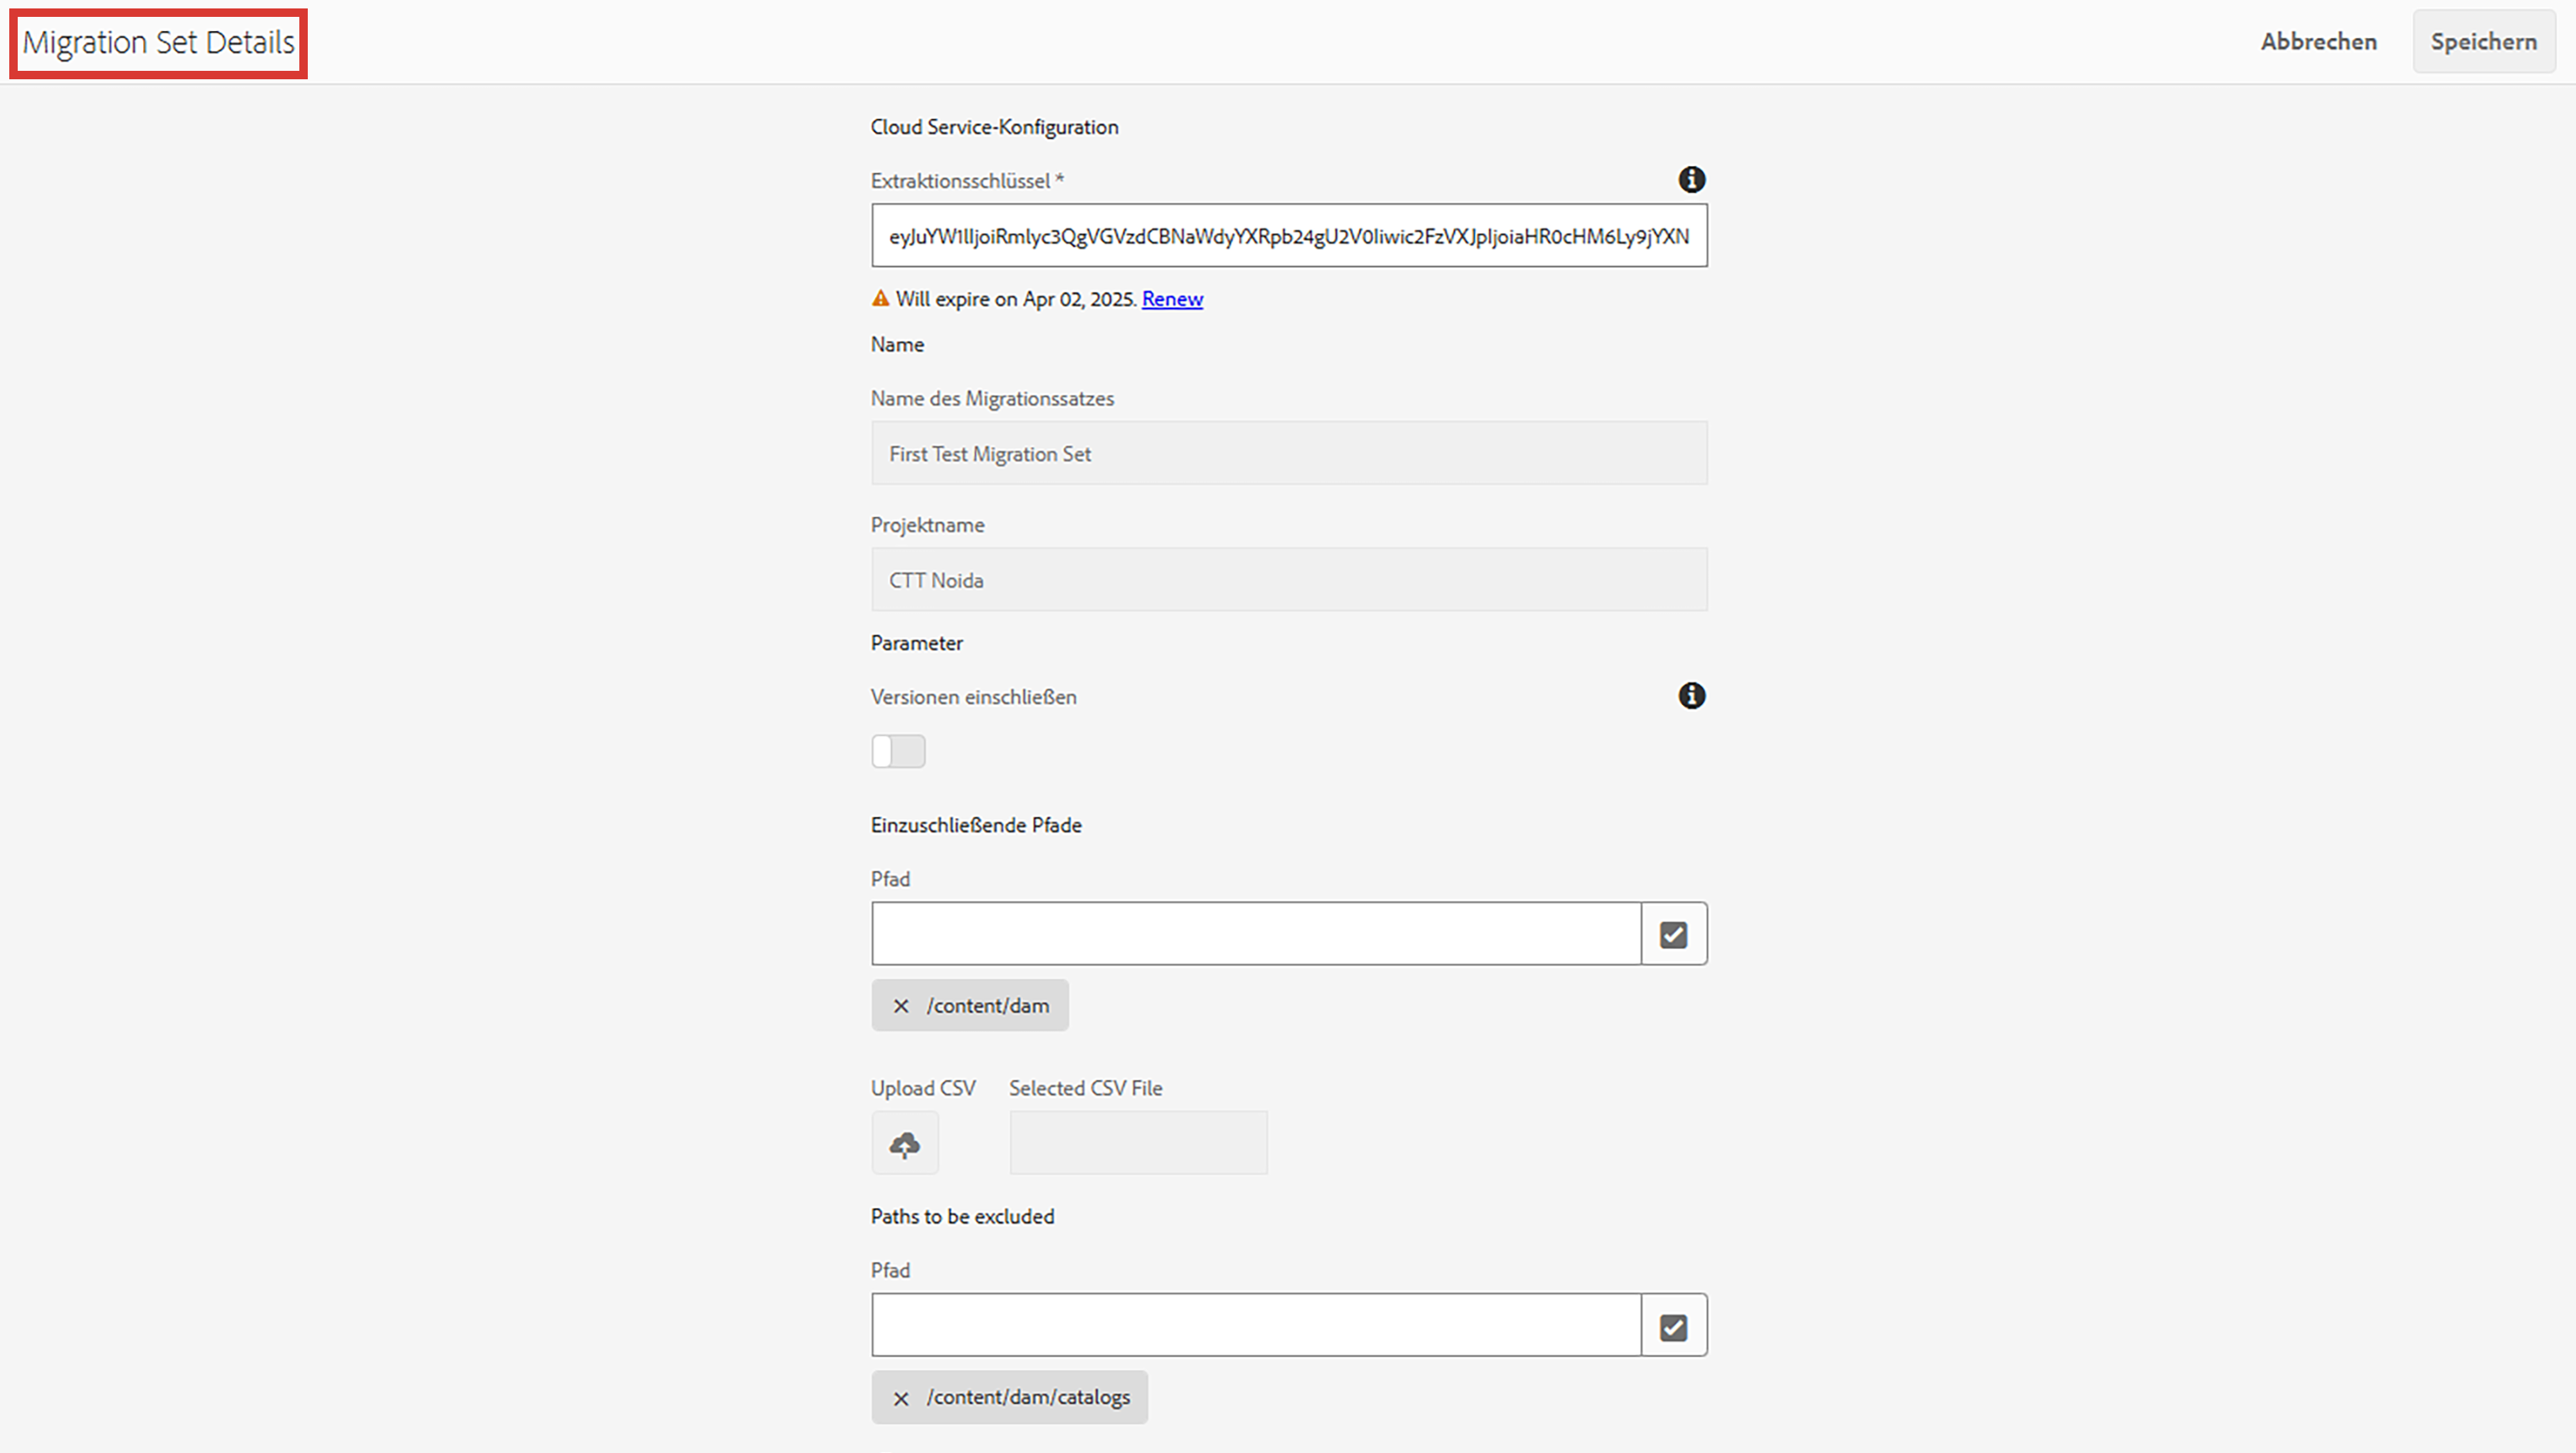 Migration Set Details
Abbrechen
Speichern
Cloud Service-Konfiguration
Extraktionsschlüssel *
eyJuYW1lIjoiRmlyc3QgVGVzdCBNaWdyYXRpb24gU2V0Iiwic2FzVXJpIjoiaHR0cHM6Ly9jYXN
Will expire on Apr 02, 2025. Renew
Name
Name des Migrationssatzes
First Test Migration Set
Projektname
CTT Noida
Parameter
Versionen einschließen
Einzuschließende Pfade
Pfad
/content/dam
Upload CSV
Selected CSV File
Paths to be excluded
Pfad
/content/dam/catalogs